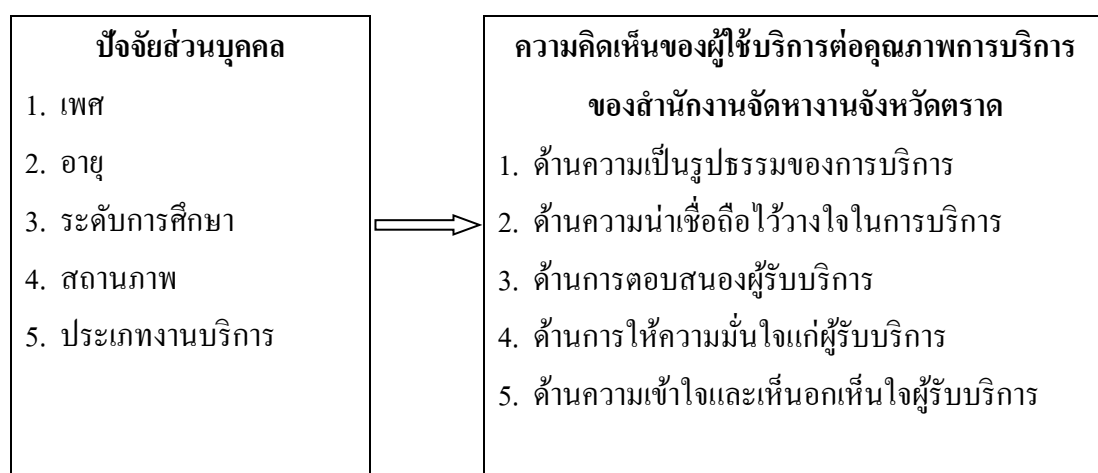 ปัจจัยส่วนบุคคล
1. เพศ
2. อายุ
3. ระดับการศึกษา
4. สถานภาพ
5. ประเภทงานบริการ
ความคิดเห็นของผู้ใช้บริการต่อคุณภาพการบริการ
ของสำนักงานจัดหางานจังหวัดตราด
1. ด้านความเป็นรูปธรรมของการบริการ
2. ด้านความน่าเชื่อถือไว้วางใจในการบริการ
3. ด้านการตอบสนองผู้รับบริการ
4. ด้านการให้ความมั่นใจแก่ผู้รับบริการ
5. ด้านความเข้าใจและเห็นอกเห็นใจผู้รับบริการ